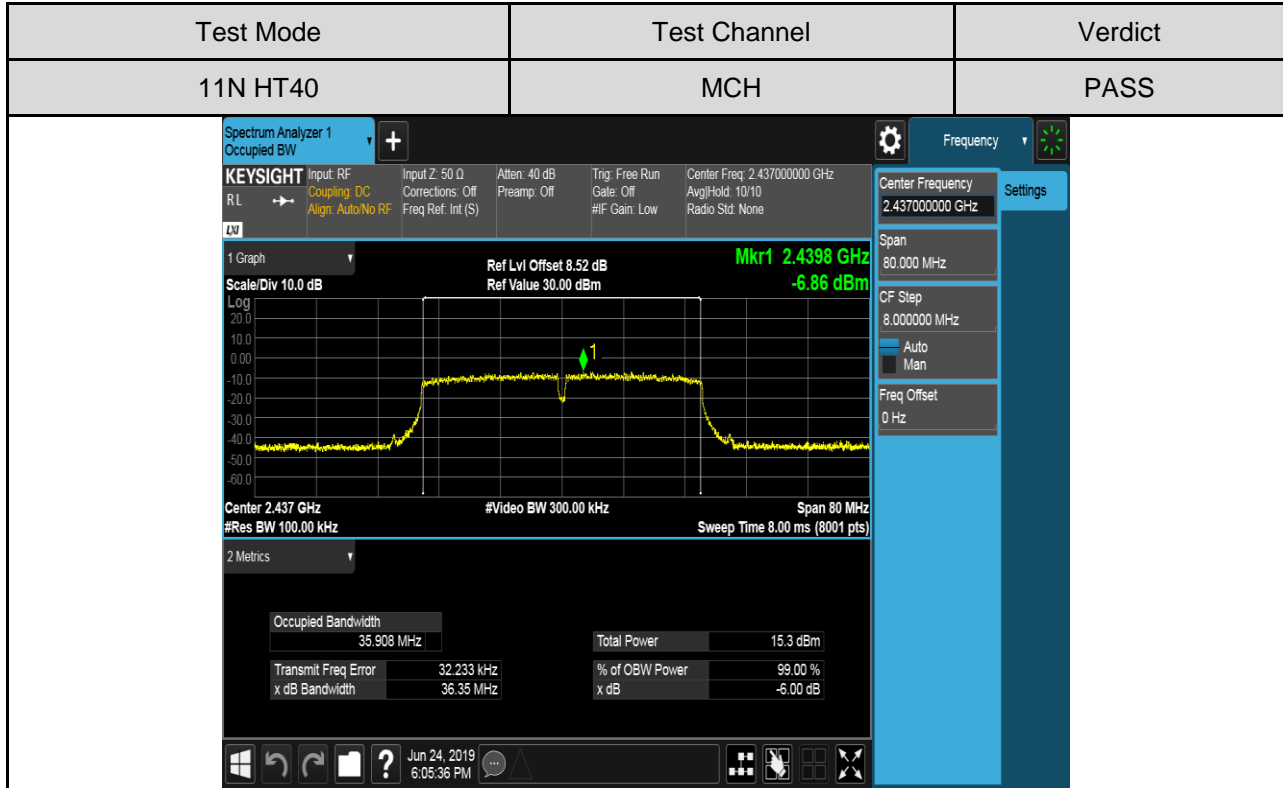 Test Mode Test Channel Verdict
11N HT40 MCH PASS
Spectrum Analyzer 1
Occupied BW
+
Frequency
KEYSIGHT Input: RF Input Z: 50 Ω Atten: 40 dB Trig: Free Run Center Freq: 2.437000000 GHz
Coupling: DC Corrections: Off Preamp: Off Gate: Off Avg|Hold: 10/10
RL Align: Auto/No RF Freq Ref: Int (S) #IF Gain: Low Radio Std: None
LXI
Center Frequency
2.437000000 GHz
Settings
Span
80.000 MHz
CF Step
8.000000 MHz
Auto
Man
Freq Offset
0 Hz
1 Graph Ref Lvl Offset 8.52 dB Mkr1 2.4398 GHz
Scale/Div 10.0 dB Ref Value 30.00 dBm -6.86 dBm
Log
20.0
10.0
1
0.00
-10.0
-20.0
-30.0
-40.0
-50.0
-60.0
Center 2.437 GHz #Video BW 300.00 kHz Span 80 MHz
#Res BW 100.00 kHz Sweep Time 8.00 ms (8001 pts)
2 Metrics
Occupied Bandwidth
35.908 MHz Total Power 15.3 dBm
Transmit Freq Error 32.233 kHz % of OBW Power 99.00 %
x dB Bandwidth 36.35 MHz x dB -6.00 dB
? Jun 24, 2019
6:05:36 PM